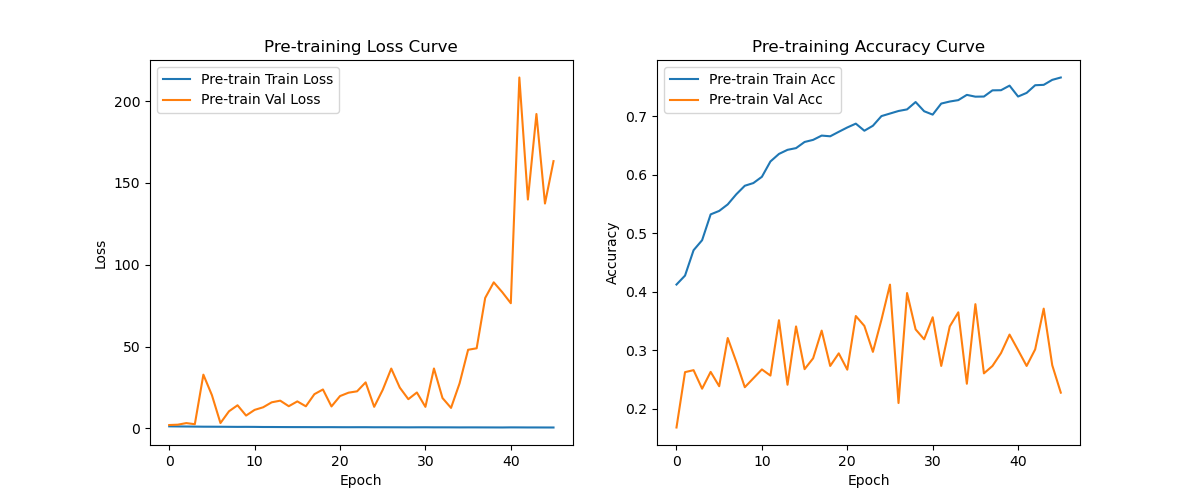 Pre-training Loss Curve
Pre-train Train Loss
Pre-train Val Loss
200
150
100
50
0
Loss
0 10 20 30 40
Epoch
Pre-training Accuracy Curve
Pre-train Train Acc
Pre-train Val Acc
0.7
0.6
0.5
0.4
0.3
0.2
Accuracy
0 10 20 30 40
Epoch